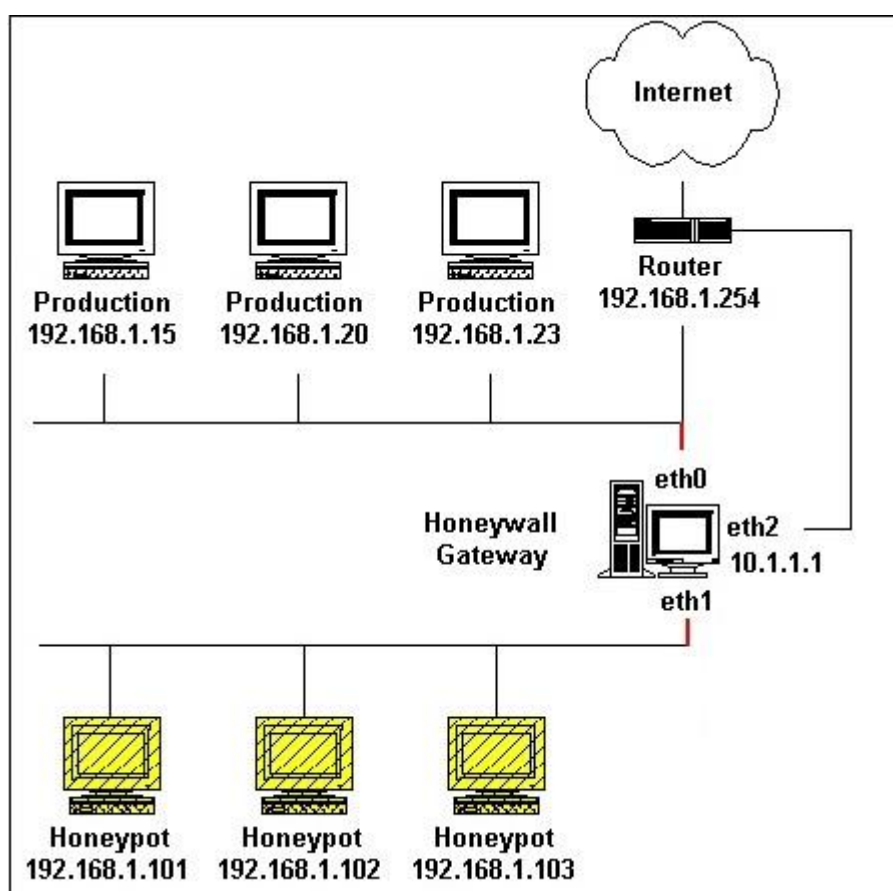 Internet
Production
192.168.1.15
Production
192.168.1.20
Production
192.168.1.23
Router
192.168.1.254
eth0
Honeywall
Gateway
eth2
10.1.1.1
eth1
Honeypot
192.168.1.101
Honeypot
192.168.1.102
Honeypot
192.168.1.103